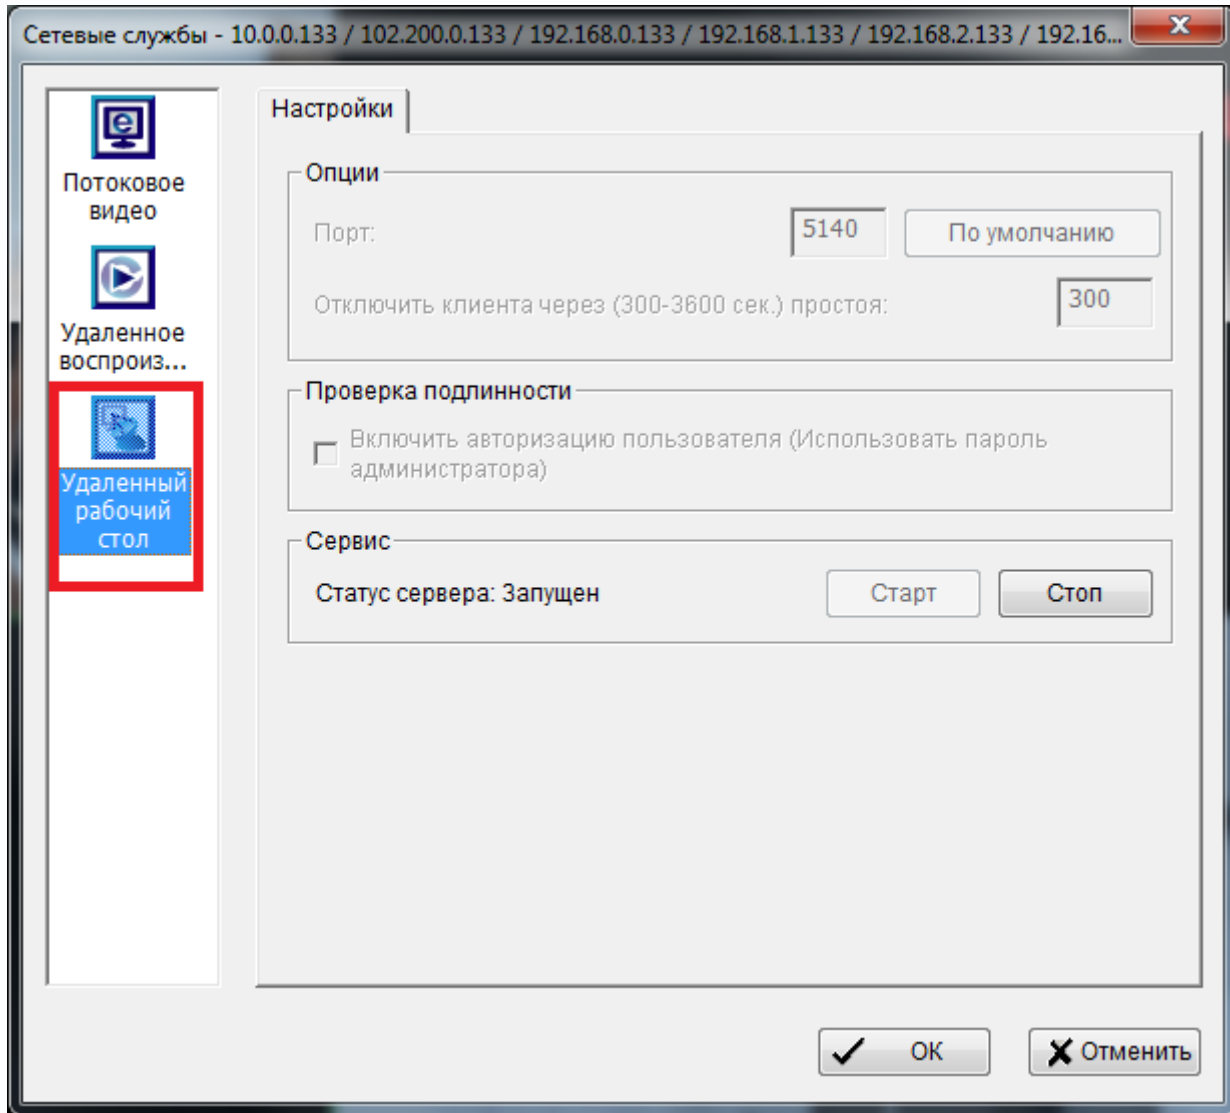 Сетевые службы - 10.0.0.133 / 102.200.0.133 / 192.168.0.133 / 192.168.1.133 / 192.168.2.133 / 192.16...
Потоковое
видео
Удаленное
воспроиз...
Удаленный
рабочий
стол
Настройки
Опции
Порт:
5140
По умолчанию
Отключить клиента через (300-3600 сек.) простоя:
300
Проверка подлинности
Включить авторизацию пользователя (Использовать пароль
администратора)
Сервис
Статус сервера: Запущен
Старт
Стоп
ОК
Отменить